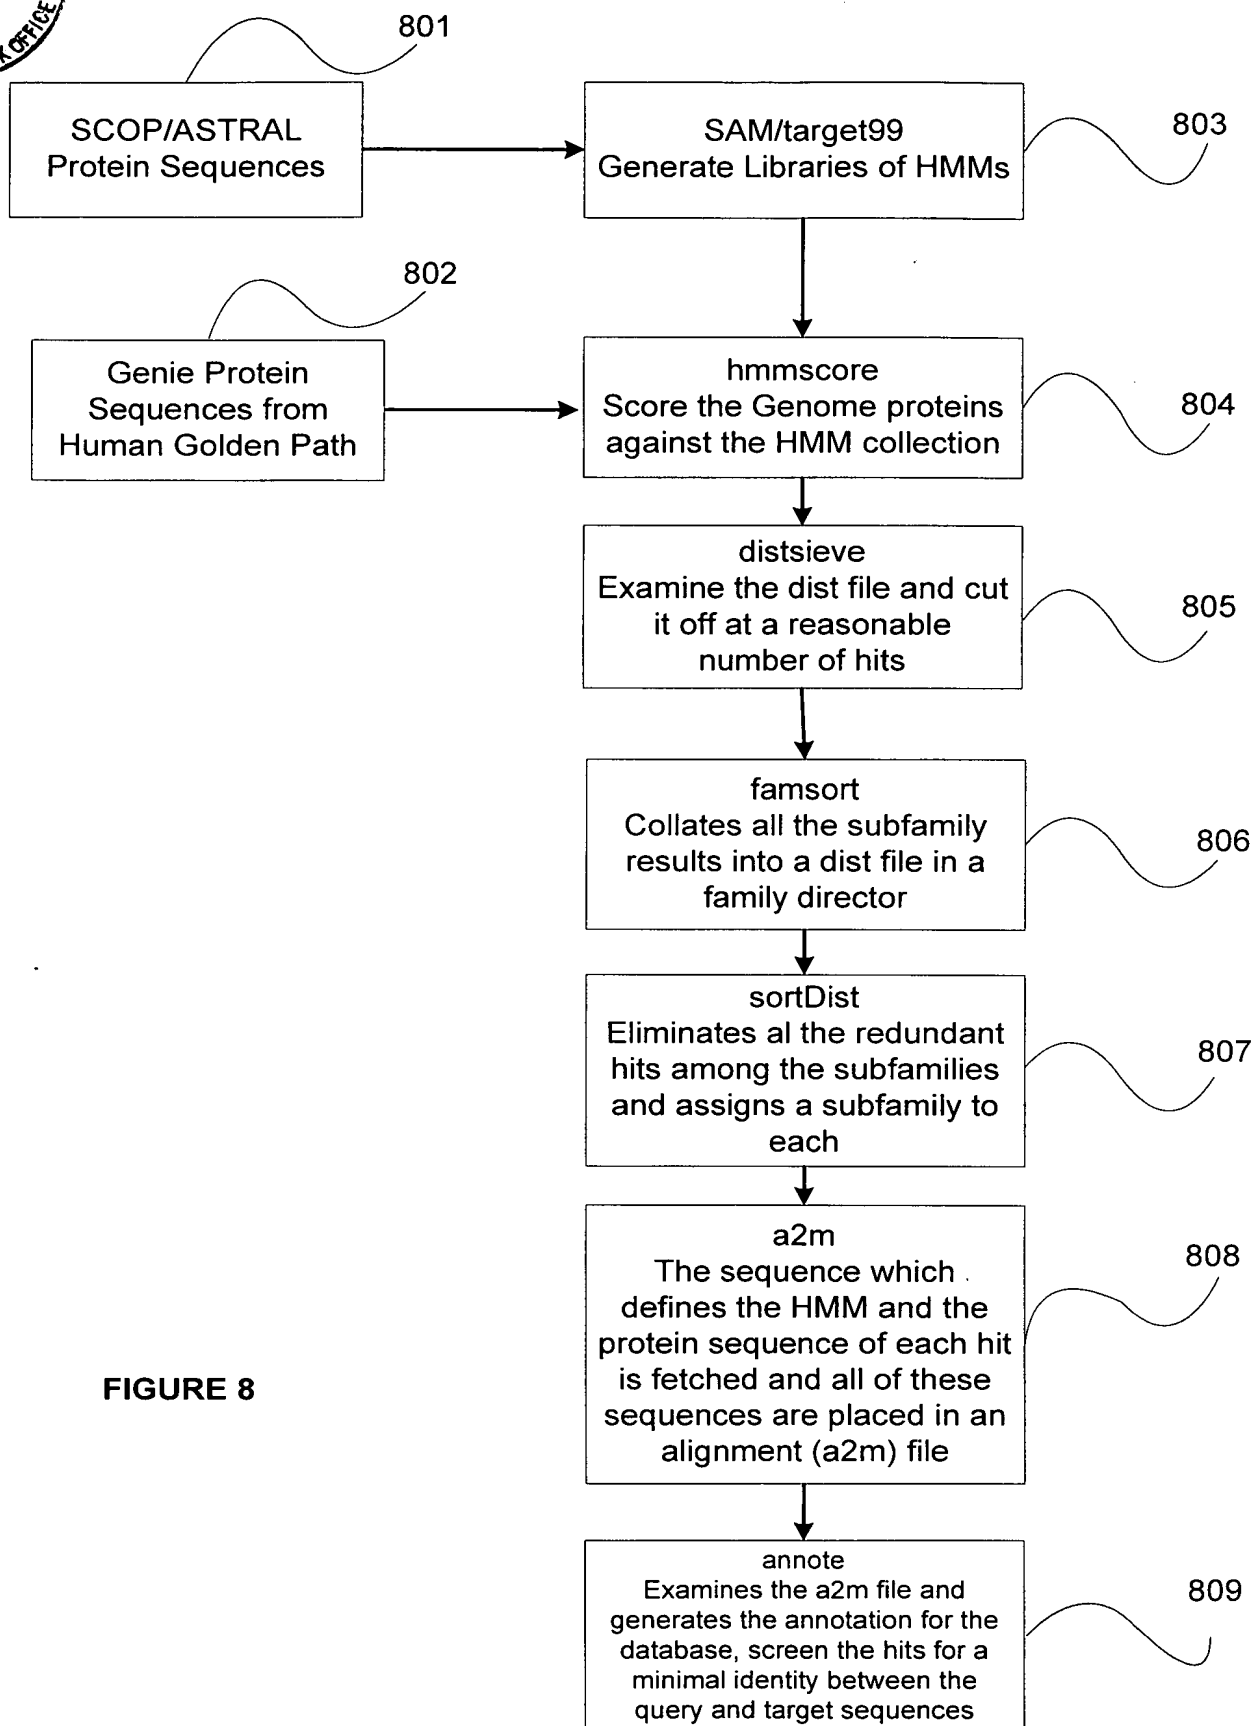 OFFICE
801
SCOP/ASTRAL
Protein Sequences
SAM/target99
Generate Libraries of HMMs
803
802
Genie Protein
Sequences from
Human Golden Path
hmmscore
Score the Genome proteins
against the HMM collection
804
distsieve
Examine the dist file and cut
it off at a reasonable
number of hits
805
famsort
Collates all the subfamily
results into a dist file in a
family director
806
sortDist
Eliminates al the redundant
hits among the subfamilies
and assigns a subfamily to
each
807
a2m
The sequence which
defines the HMM and the
protein sequence of each hit
is fetched and all of these
sequences are placed in an
alignment (a2m) file
808
FIGURE 8
annote
Examines the a2m file and
generates the annotation for the
database, screen the hits for a
minimal identity between the
query and target sequences
809